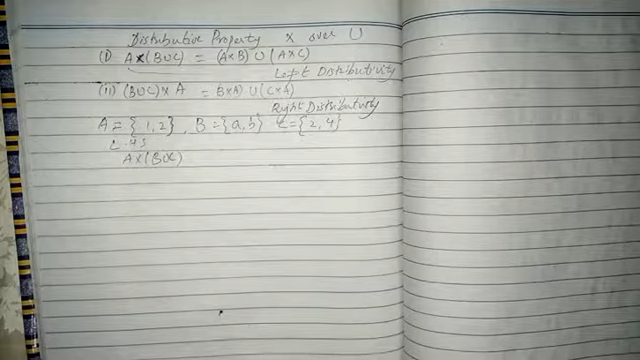 Distributive Property × over ∪
(i) A×(B∪C) = (A×B) ∪ (A×C)
Left Distributivity
(ii) (B∪C)×A = B×A) ∪ (C×A)
Right Distributivity
A = {1,2}, B = {a,b} C = {2,4}
L.H.S
A×(B∪C)